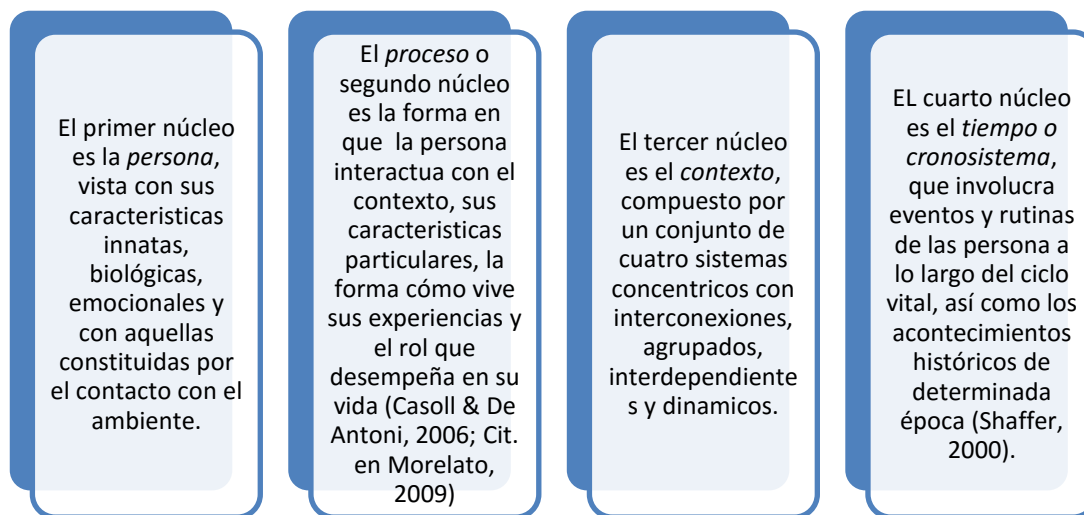 El primer núcleo
es la persona,
vista con sus
caracteristicas
innatas,
biológicas,
emocionales y
con aquellas
constituidas por
el contacto con el
ambiente.
El proceso o
segundo núcleo
es la forma en
que la persona
interactua con el
contexto, sus
caracteristicas
particulares, la
forma cómo vive
sus experiencias y
el rol que
desempeña en su
vida (Casoll & De
Antoni, 2006; Cit.
en Morelato,
2009)
El tercer núcleo
es el contexto,
compuesto por
un conjunto de
cuatro sistemas
concentricos con
interconexiones,
agrupados,
interdependiente
s y dinamicos.
EL cuarto núcleo
es el tiempo o
cronosistema,
que involucra
eventos y rutinas
de las persona a
lo largo del ciclo
vital, así como los
acontecimientos
históricos de
determinada
época (Shaffer,
2000).